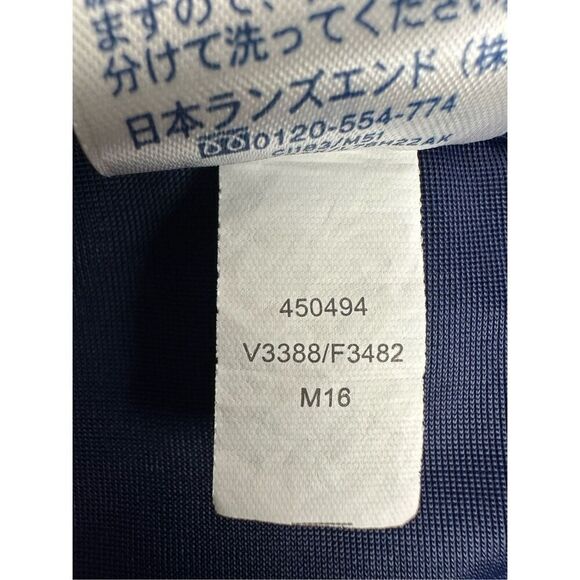 ますので、
分けて洗ってください
日本ランズエンド（株
0120-554-774
450494
V3388/F3482
M16